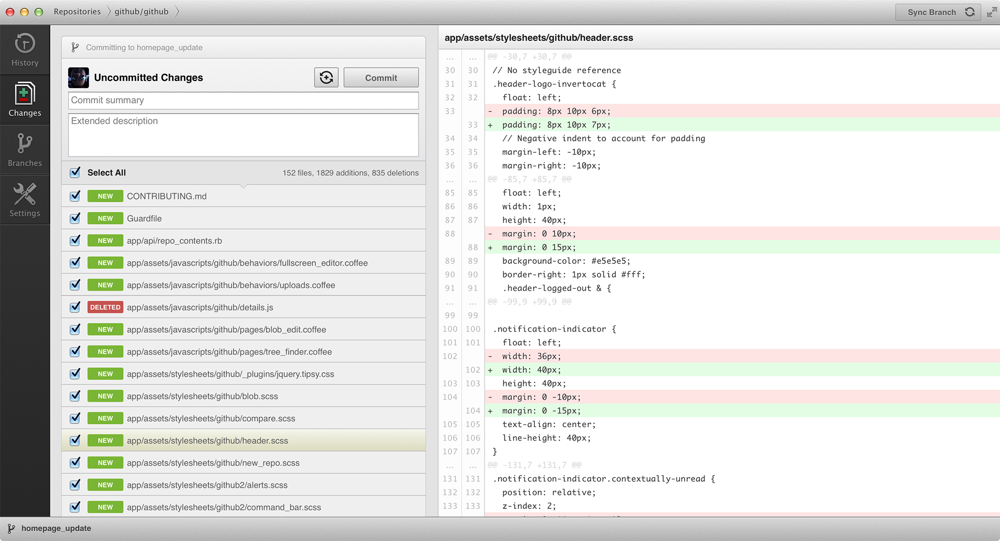 Repositories github/github
Sync Branch
History
Changes
Branches
Settings
Committing to homepage_update
Uncommitted Changes
Commit
Commit summary
Extended description
Select All 152 files, 1829 additions, 835 deletions
NEW CONTRIBUTING.md
NEW Guardfile
NEW app/api/repo_contents.rb
NEW app/assets/javascripts/github/behaviors/fullscreen_editor.coffee
NEW app/assets/javascripts/github/behaviors/uploads.coffee
DELETED app/assets/javascripts/github/details.js
NEW app/assets/javascripts/github/pages/blob_edit.coffee
NEW app/assets/javascripts/github/pages/tree_finder.coffee
NEW app/assets/stylesheets/github/_plugins/jquery.tipsy.css
NEW app/assets/stylesheets/github/blob.scss
NEW app/assets/stylesheets/github/compare.scss
NEW app/assets/stylesheets/github/header.scss
NEW app/assets/stylesheets/github/new_repo.scss
NEW app/assets/stylesheets/github2/alerts.scss
NEW app/assets/stylesheets/github2/command_bar.scss
app/assets/stylesheets/github/header.scss
... ... @@ -30,7 +30,7 @@
30 30 // No styleguide reference
31 31 .header-logo-invertocat {
32 32 float: left;
33 - padding: 8px 10px 6px;
33 + padding: 8px 10px 7px;
34 34 // Negative indent to account for padding
35 35 margin-left: -10px;
36 36 margin-right: -10px;
... ... @@ -85,7 +85,7 @@
85 85 float: left;
86 86 width: 1px;
87 87 height: 40px;
88 - margin: 0 10px;
88 + margin: 0 15px;
89 89 background-color: #e5e5e5;
90 90 border-right: 1px solid #fff;
91 91 .header-logged-out & {
... ... @@ -99,9 +99,9 @@
99 99
100 100 .notification-indicator {
101 101 float: left;
102 - width: 36px;
102 + width: 40px;
103 103 height: 40px;
104 - margin: 0 -10px;
104 + margin: 0 -15px;
105 105 text-align: center;
106 106 line-height: 40px;
107 107 }
... ... @@ -131,7 +131,7 @@
131 131 .notification-indicator.contextually-unread {
132 132 position: relative;
133 133 z-index: 2;
homepage_update